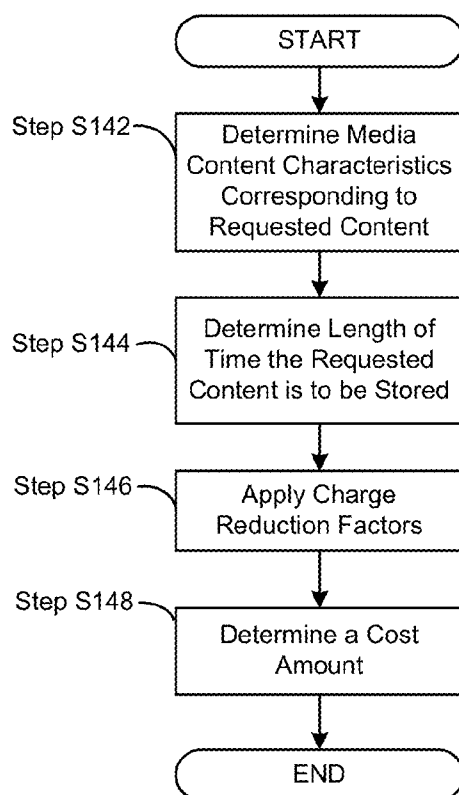 START
Step S142
Determine Media
Content Characteristics
Corresponding to
Requested Content
Step S144
Determine Length of
Time the Requested
Content is to be Stored
Step S146
Apply Charge
Reduction Factors
Step S148
Determine a Cost
Amount
END